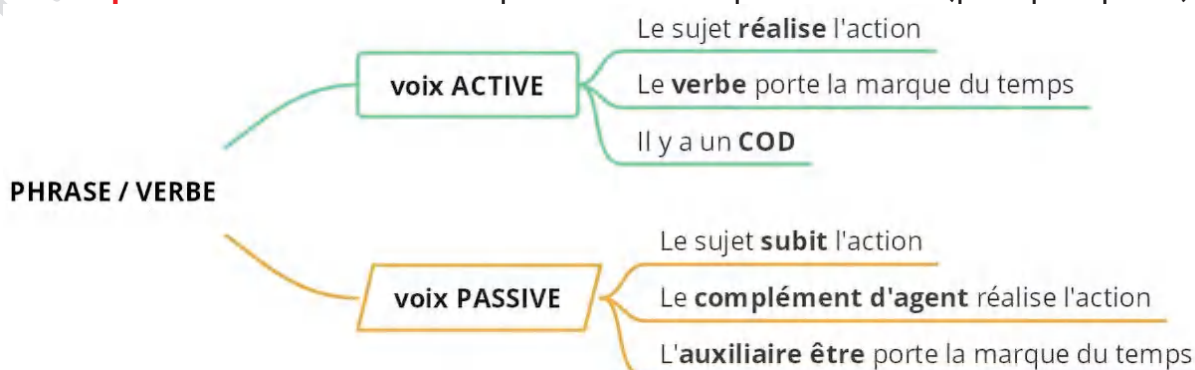 Le sujet réalise l'action
voix ACTIVE
Le verbe porte la marque du temps
Il y a un COD
PHRASE / VERBE
Le sujet subit l'action
voix PASSIVE
Le complément d'agent réalise l'action
L'auxiliaire être porte la marque du temps